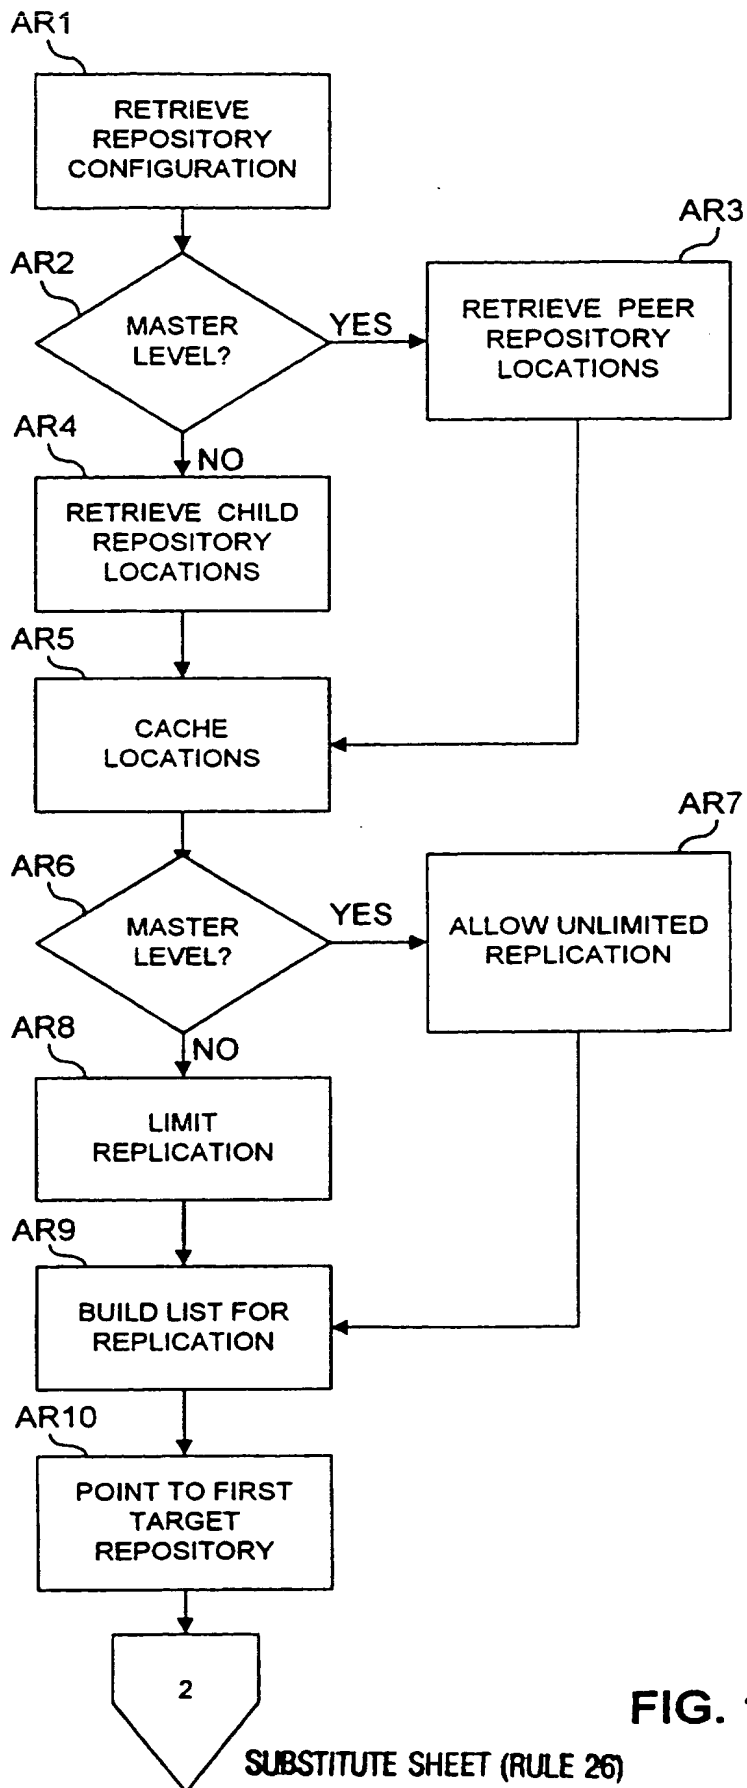 AR1
RETRIEVE
REPOSITORY
CONFIGURATION
AR2
MASTER
LEVEL?
YES
AR3
RETRIEVE PEER
REPOSITORY
LOCATIONS
NO
AR4
RETRIEVE CHILD
REPOSITORY
LOCATIONS
AR5
CACHE
LOCATIONS
AR6
MASTER
LEVEL?
YES
AR7
ALLOW UNLIMITED
REPLICATION
NO
AR8
LIMIT
REPLICATION
AR9
BUILD LIST FOR
REPLICATION
AR10
POINT TO FIRST
TARGET
REPOSITORY
2
FIG.
SUBSTITUTE SHEET (RULE 26)